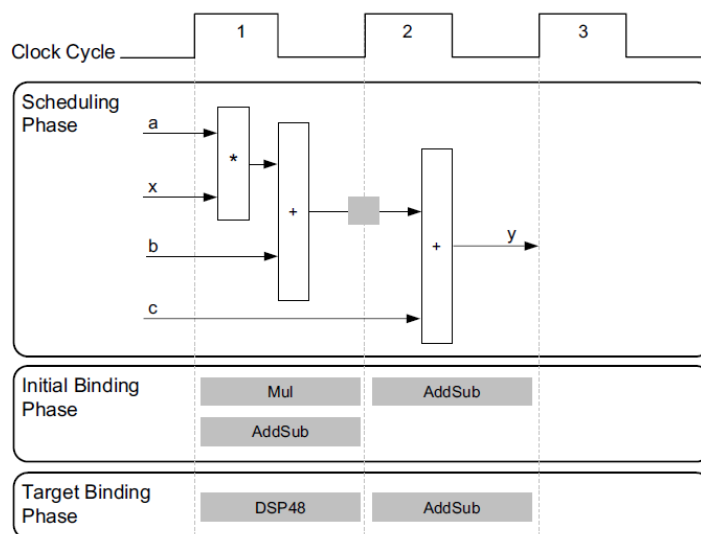 1
2
3
Clock Cycle
Scheduling
Phase
a
*
x
+
b
+
y
c
Initial Binding
Phase
Mul
AddSub
AddSub
Target Binding
Phase
DSP48
AddSub